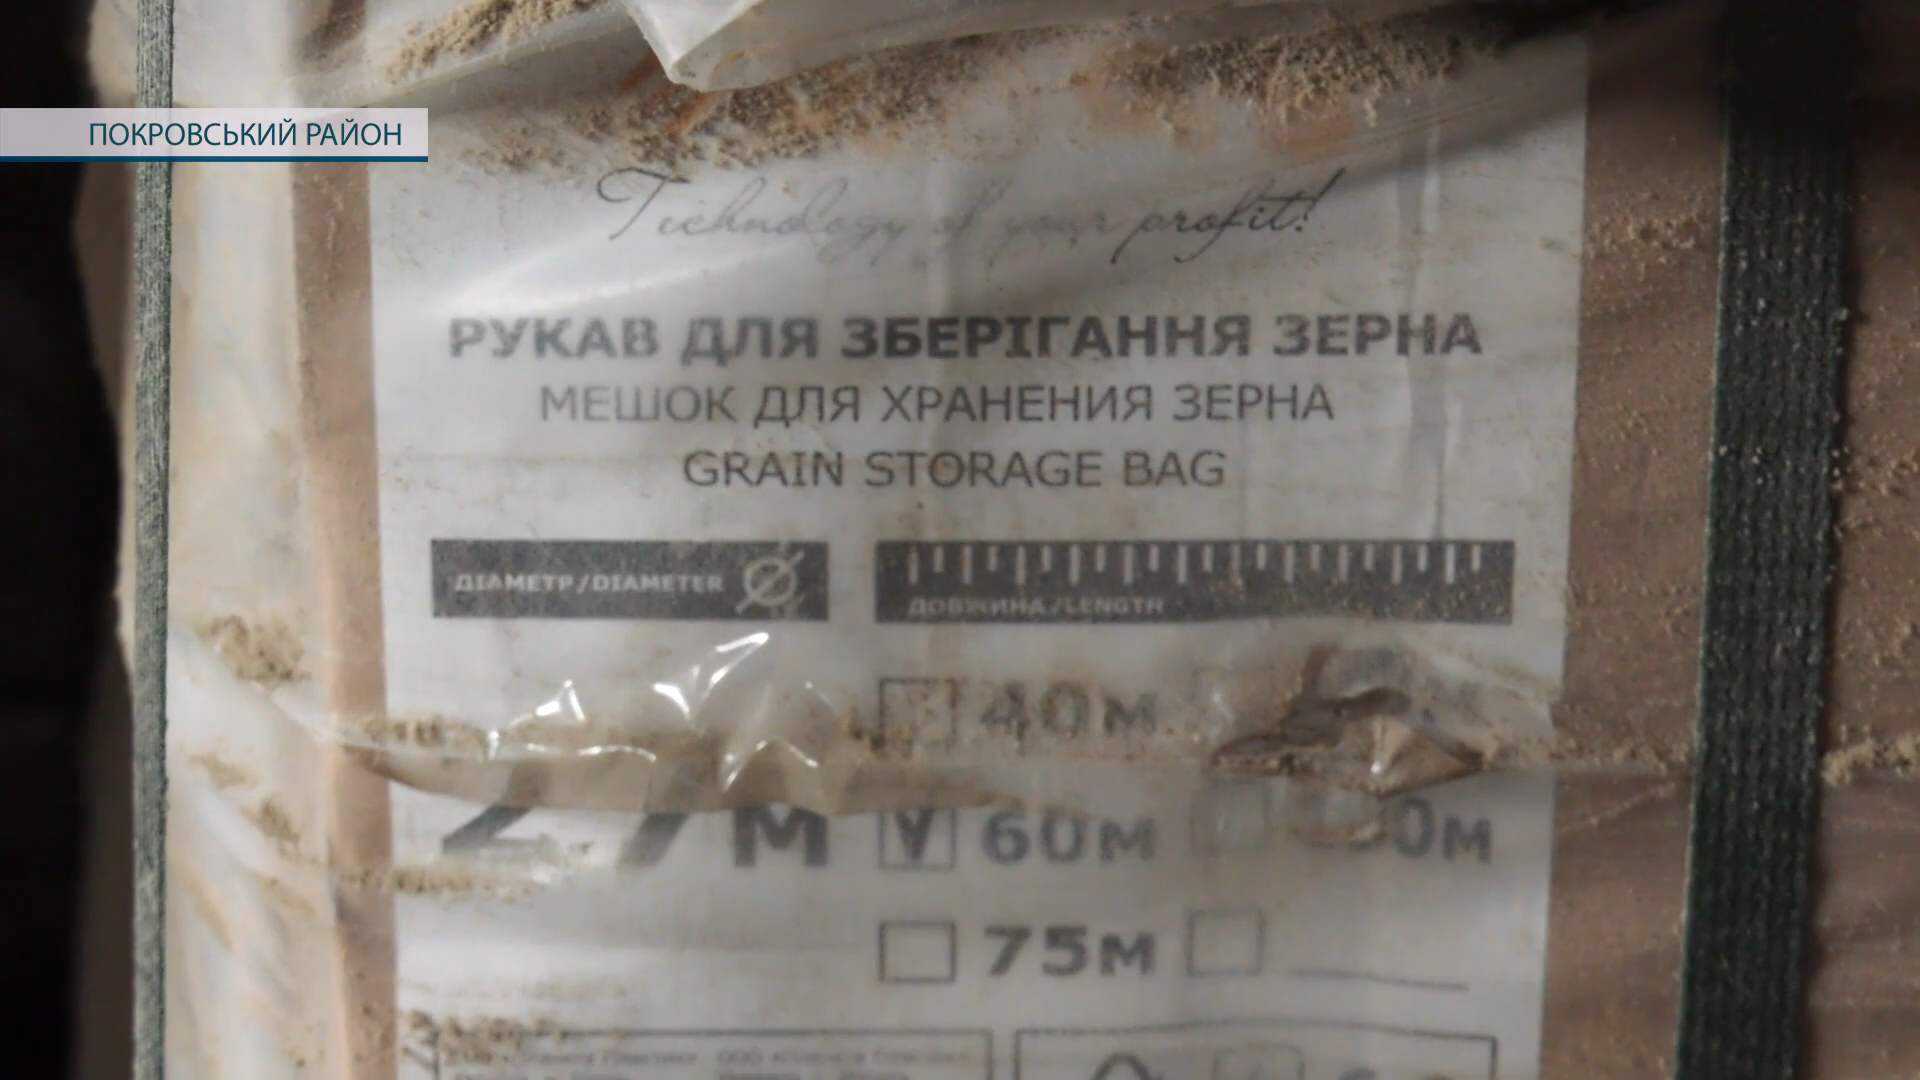 ПОКРОВСЬКИЙ РАЙОН
Technology of your profit!
РУКАВ ДЛЯ ЗБЕРІГАННЯ ЗЕРНА
МЕШОК ДЛЯ ХРАНЕНИЯ ЗЕРНА
GRAIN STORAGE BAG
ДІАМЕТР/DIAMETER
ДОВЖИНА/LENGTH
40м
60м
75м